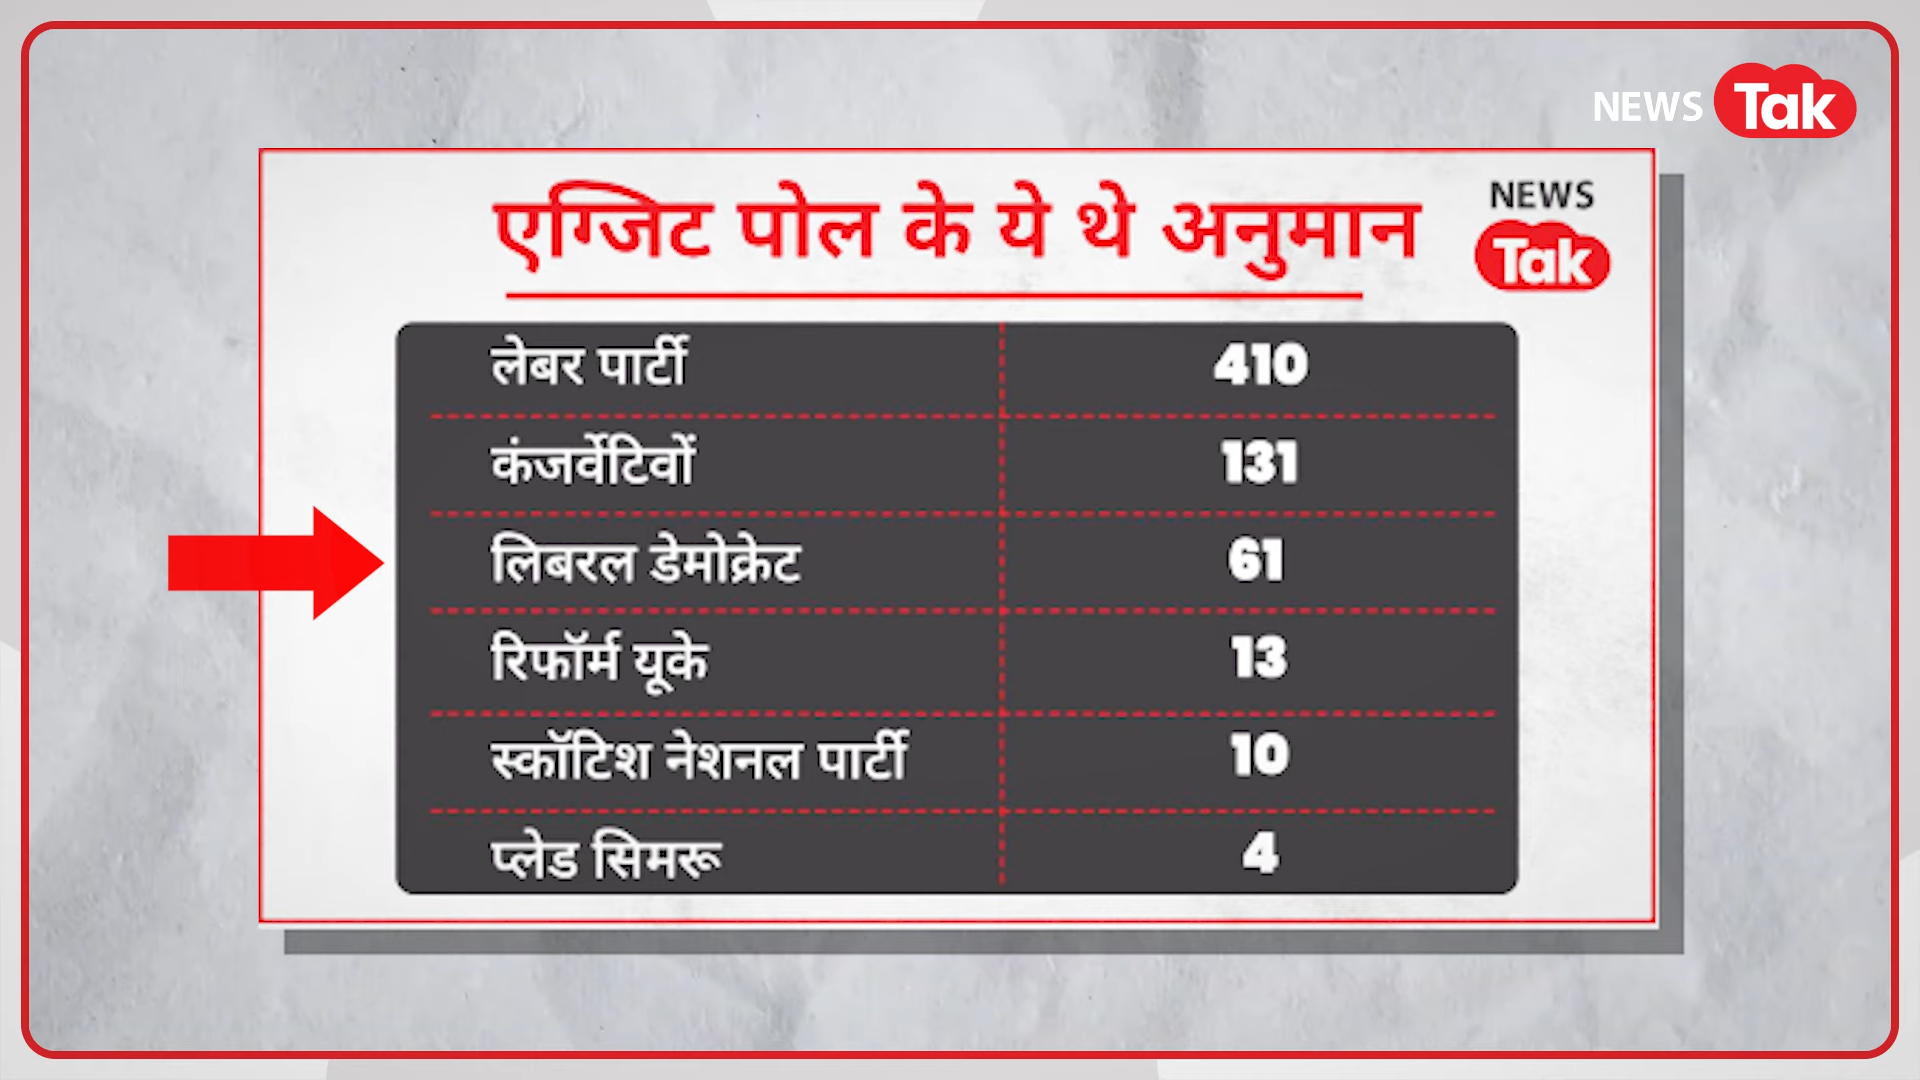 NEWS Tak
एग्जिट पोल के ये थे अनुमान
NEWS
Tak
लेबर पार्टी 410
कंजर्वेटिवों 131
लिबरल डेमोक्रेट 61
रिफॉर्म यूके 13
स्कॉटिश नेशनल पार्टी 10
प्लेड सिमरू 4